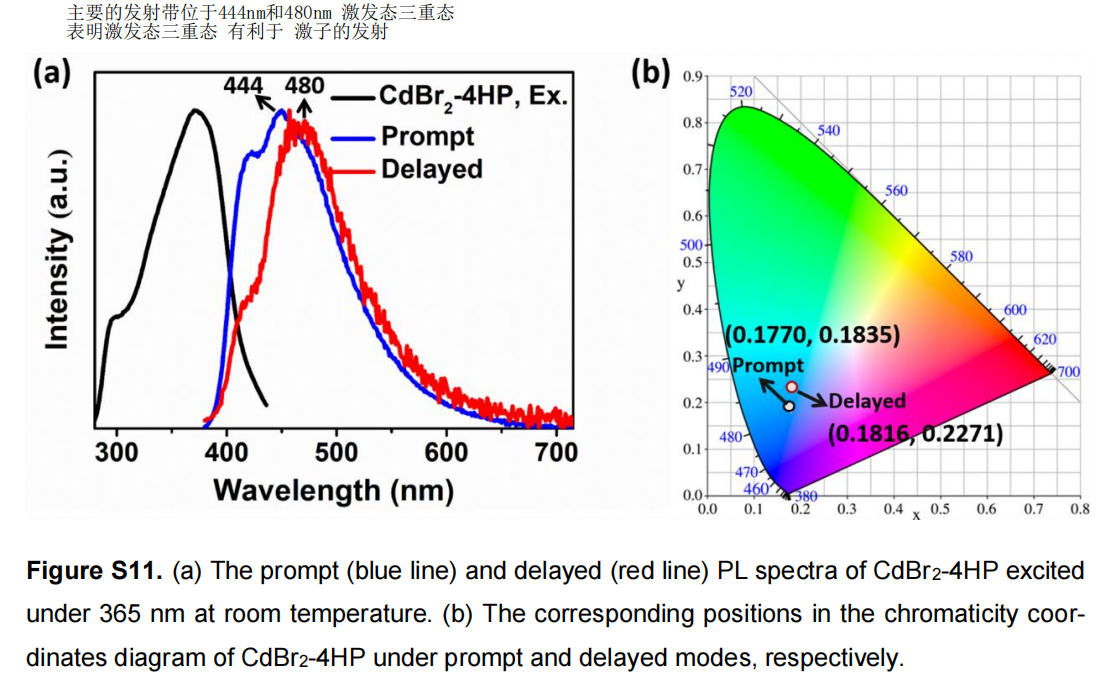 主要的发射带位于444nm和480nm 激发态三重态
表明激发态三重态 有利于 激子的发射
(a)
444 480
CdBr2-4HP, Ex.
Prompt
Delayed
Intensity (a.u.)
300 400 500 600 700
Wavelength (nm)
(b)
0.9
0.8
0.7
0.6
0.5
0.4
0.3
0.2
0.1
0.0
y
520
540
560
500
580
600
620
700
490
480
470
460
380
(0.1770, 0.1835)
Prompt
Delayed
(0.1816, 0.2271)
0.0 0.1 0.2 0.3 0.4 0.5 0.6 0.7 0.8
x
Figure S11. (a) The prompt (blue line) and delayed (red line) PL spectra of CdBr2-4HP excited
under 365 nm at room temperature. (b) The corresponding positions in the chromaticity coor-
dinates diagram of CdBr2-4HP under prompt and delayed modes, respectively.